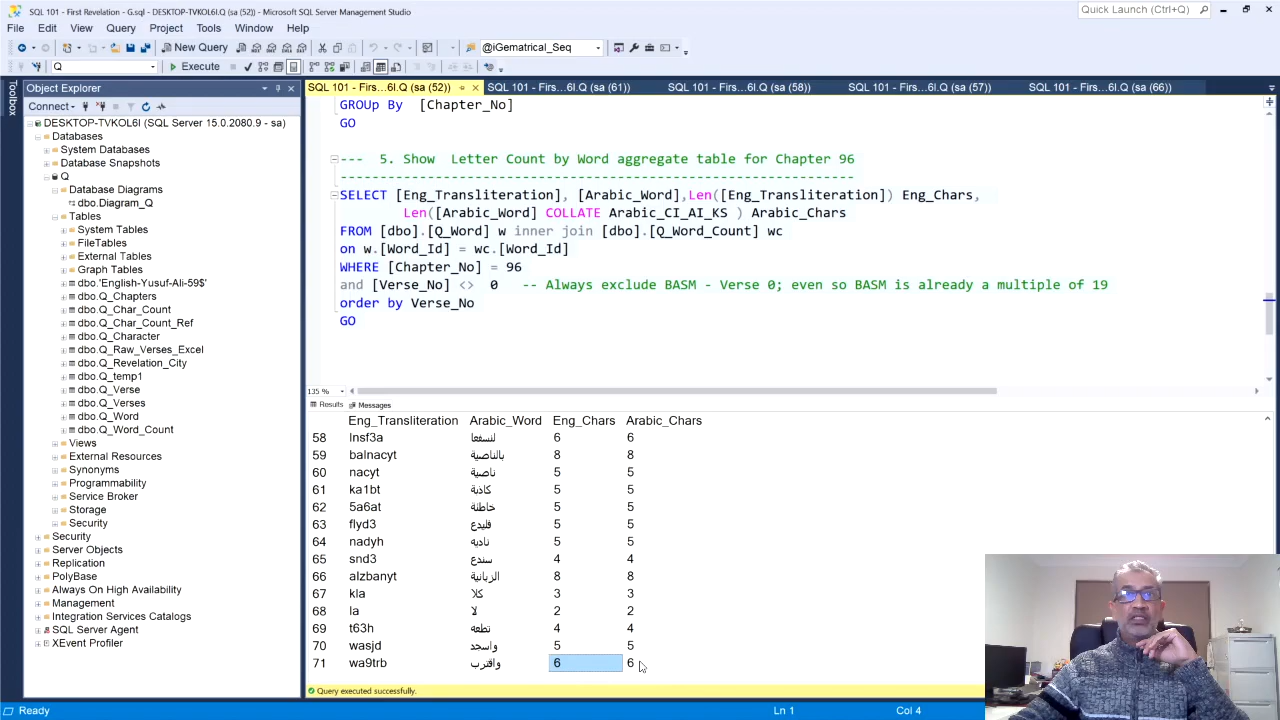 SQL 101 - First Revelation - G.sql - DESKTOP-TVKOL6I.Q (sa (52)) - Microsoft SQL Server Management Studio
Quick Launch (Ctrl+Q)
File Edit View Query Project Tools Window Help
New Query
@iGematrical_Seq
Q
Execute
Toolbox
Object Explorer
Connect
DESKTOP-TVKOL6I (SQL Server 15.0.2080.9 - sa)
Databases
System Databases
Database Snapshots
Q
Database Diagrams
dbo.Diagram_Q
Tables
System Tables
FileTables
External Tables
Graph Tables
dbo.'English-Yusuf-Ali-59$'
dbo.Q_Chapters
dbo.Q_Char_Count
dbo.Q_Char_Count_Ref
dbo.Q_Character
dbo.Q_Raw_Verses_Excel
dbo.Q_Revelation_City
dbo.Q_temp1
dbo.Q_Verse
dbo.Q_Verses
dbo.Q_Word
dbo.Q_Word_Count
Views
External Resources
Synonyms
Programmability
Service Broker
Storage
Security
Security
Server Objects
Replication
PolyBase
Always On High Availability
Management
Integration Services Catalogs
SQL Server Agent
XEvent Profiler
SQL 101 - Firs...6I.Q (sa (52)) SQL 101 - Firs...6I.Q (sa (61)) SQL 101 - Firs...6I.Q (sa (58)) SQL 101 - Firs...6I.Q (sa (57)) SQL 101 - Firs...6I.Q (sa (66))
GROUp By [Chapter_No]
GO
--- 5. Show Letter Count by Word aggregate table for Chapter 96
---------------------------------------------------------------
SELECT [Eng_Transliteration], [Arabic_Word],Len([Eng_Transliteration]) Eng_Chars,
Len([Arabic_Word] COLLATE Arabic_CI_AI_KS ) Arabic_Chars
FROM [dbo].[Q_Word] w inner join [dbo].[Q_Word_Count] wc
on w.[Word_Id] = wc.[Word_Id]
WHERE [Chapter_No] = 96
and [Verse_No] <> 0 -- Always exclude BASM - Verse 0; even so BASM is already a multiple of 19
order by Verse_No
GO
135 %
Results Messages
Eng_Transliteration Arabic_Word Eng_Chars Arabic_Chars
58 lnsf3a لنسفعا 6 6
59 balnacyt بالناصية 8 8
60 nacyt ناصية 5 5
61 ka1bt كاذبة 5 5
62 5a6at خاطئة 5 5
63 flyd3 فليدع 5 5
64 nadyh ناديه 5 5
65 snd3 سندع 4 4
66 alzbanyt الزبانية 8 8
67 kla كلا 3 3
68 la لا 2 2
69 t63h تطعه 4 4
70 wasjd واسجد 5 5
71 wa9trb واقترب 6 6
Query executed successfully.
Ready Ln 1 Col 4